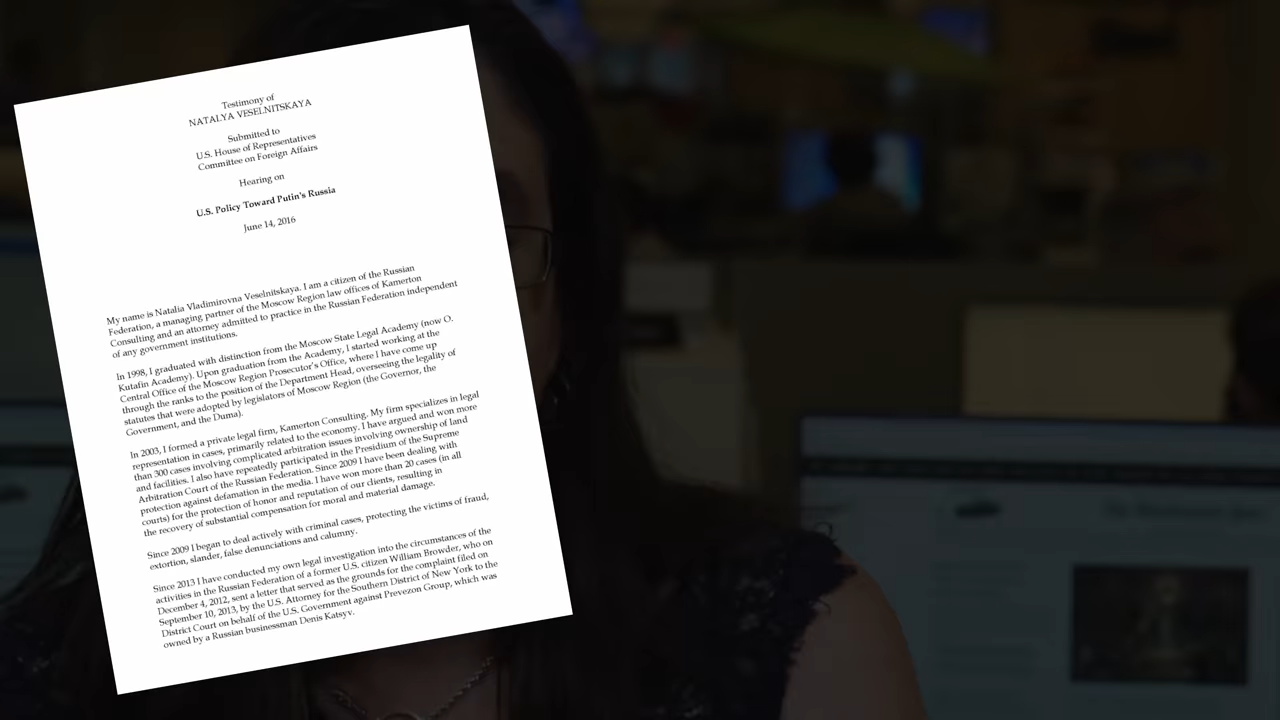 Testimony of
NATALYA VESELNITSKAYA
Submitted to
U.S. House of Representatives
Committee on Foreign Affairs
Hearing on
U.S. Policy Toward Putin's Russia
June 14, 2016
My name is Natalia Vladimirovna Veselnitskaya. I am a citizen of the Russian
Federation, a managing partner of the Moscow Region law offices of Kamerton
Consulting and an attorney admitted to practice in the Russian Federation independent
of any government institutions.
In 1998, I graduated with distinction from the Moscow State Legal Academy (now O.
Kutafin Academy). Upon graduation from the Academy, I started working at the
Central Office of the Moscow Region Prosecutor's Office, where I have come up
through the ranks to the position of the Department Head, overseeing the legality of
statutes that were adopted by legislators of Moscow Region (the Governor, the
Government, and the Duma).
In 2003, I formed a private legal firm, Kamerton Consulting. My firm specializes in legal
representation in cases, primarily related to the economy. I have argued and won more
than 300 cases involving complicated arbitration issues involving ownership of land
and facilities. I also have repeatedly participated in the Presidium of the Supreme
Arbitration Court of the Russian Federation. Since 2009 I have been dealing with
protection against defamation in the media. I have won more than 20 cases (in all
courts) for the protection of honor and reputation of our clients, resulting in
the recovery of substantial compensation for moral and material damage.
Since 2009 I began to deal actively with criminal cases, protecting the victims of fraud,
extortion, slander, false denunciations and calumny.
Since 2013 I have conducted my own legal investigation into the circumstances of the
activities in the Russian Federation of a former U.S. citizen William Browder, who on
December 4, 2012, sent a letter that served as the grounds for the complaint filed on
September 10, 2013, by the U.S. Attorney for the Southern District of New York to the
District Court on behalf of the U.S. Government against Prevezon Group, which was
owned by a Russian businessman Denis Katsyv.